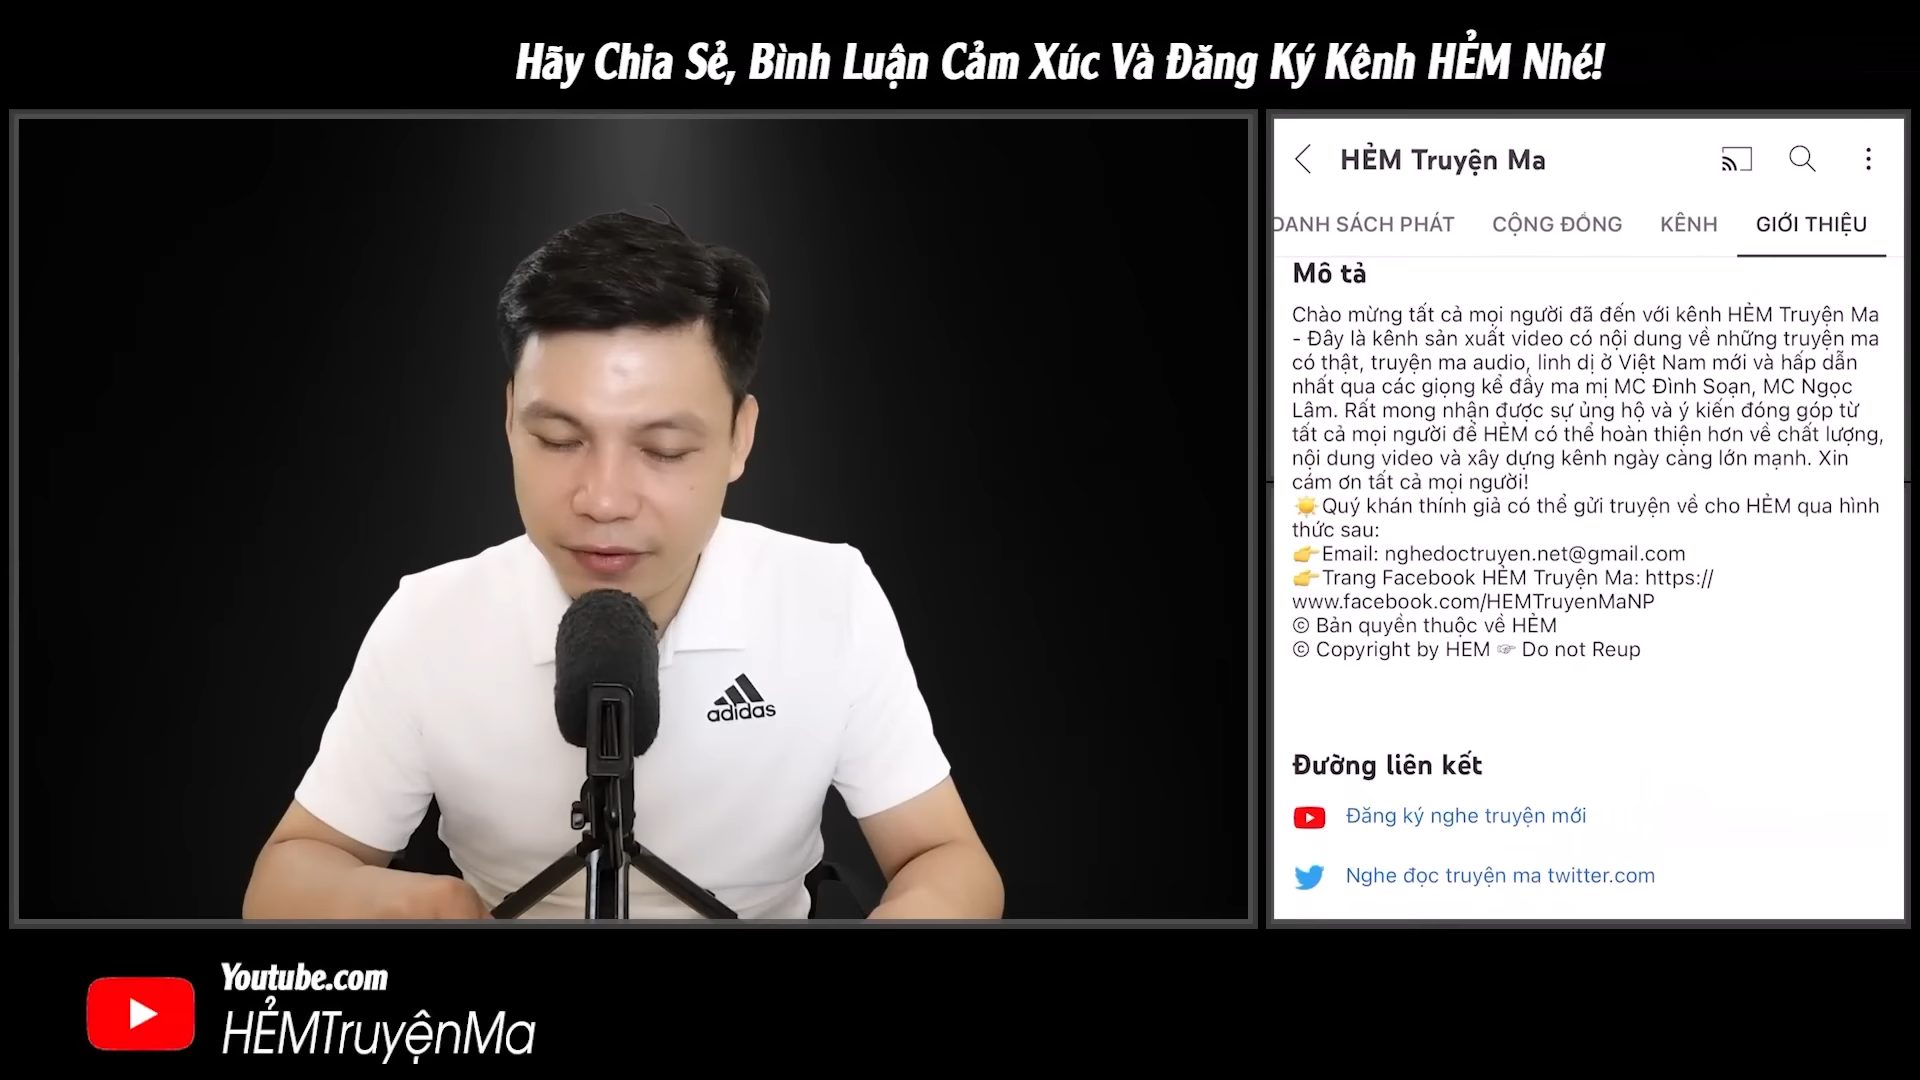 Hãy Chia Sẻ, Bình Luận Cảm Xúc Và Đăng Ký Kênh HẺM Nhé!
adidas
HẺM Truyện Ma
DANH SÁCH PHÁT CỘNG ĐỒNG KÊNH GIỚI THIỆU
Mô tả
Chào mừng tất cả mọi người đã đến với kênh HẺM Truyện Ma
- Đây là kênh sản xuất video có nội dung về những truyện ma
có thật, truyện ma audio, linh dị ở Việt Nam mới và hấp dẫn
nhất qua các giọng kể đầy ma mị MC Đình Soạn, MC Ngọc
Lâm. Rất mong nhận được sự ủng hộ và ý kiến đóng góp từ
tất cả mọi người để HẺM có thể hoàn thiện hơn về chất lượng,
nội dung video và xây dựng kênh ngày càng lớn mạnh. Xin
cám ơn tất cả mọi người!
☀️Quý khán thính giả có thể gửi truyện về cho HẺM qua hình
thức sau:
👉Email: nghedoctruyen.net@gmail.com
👉Trang Facebook HẺM Truyện Ma: https://
www.facebook.com/HEMTruyenMaNP
© Bản quyền thuộc về HẺM
© Copyright by HEM ☞ Do not Reup
Đường liên kết
Đăng ký nghe truyện mới
Nghe đọc truyện ma twitter.com
Youtube.com
HẺMTruyệnMa